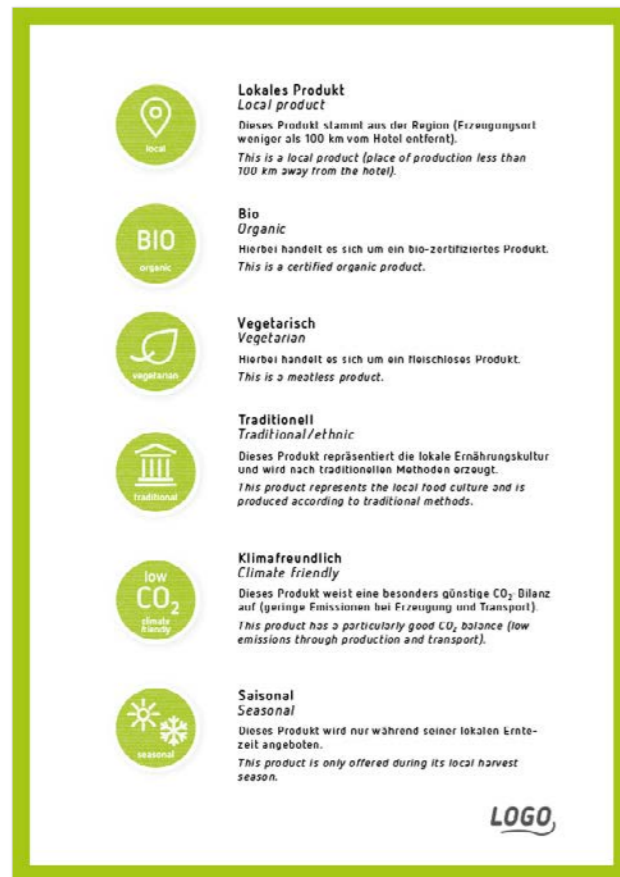 local
Lokales Produkt
Local product
Dieses Produkt stammt aus der Region (Erzeugungsort
weniger als 100 km vom Hotel entfernt).
This is a local product (place of production less than
100 km away from the hotel).
BIO
organic
Bio
Organic
Hierbei handelt es sich um ein bio-zertifiziertes Produkt.
This is a certified organic product.
vegetarian
Vegetarisch
Vegetarian
Hierbei handelt es sich um ein fleischloses Produkt.
This is a meatless product.
traditional
Traditionell
Traditional/ethnic
Dieses Produkt repräsentiert die lokale Ernährungskultur
und wird nach traditionellen Methoden erzeugt.
This product represents the local food culture and is
produced according to traditional methods.
low
CO₂
climate
friendly
Klimafreundlich
Climate friendly
Dieses Produkt weist eine besonders günstige CO₂-Bilanz
auf (geringe Emissionen bei Erzeugung und Transport).
This product has a particularly good CO₂ balance (low
emissions through production and transport).
seasonal
Saisonal
Seasonal
Dieses Produkt wird nur während seiner lokalen Ernte-
zeit angeboten.
This product is only offered during its local harvest
season.
LOGO